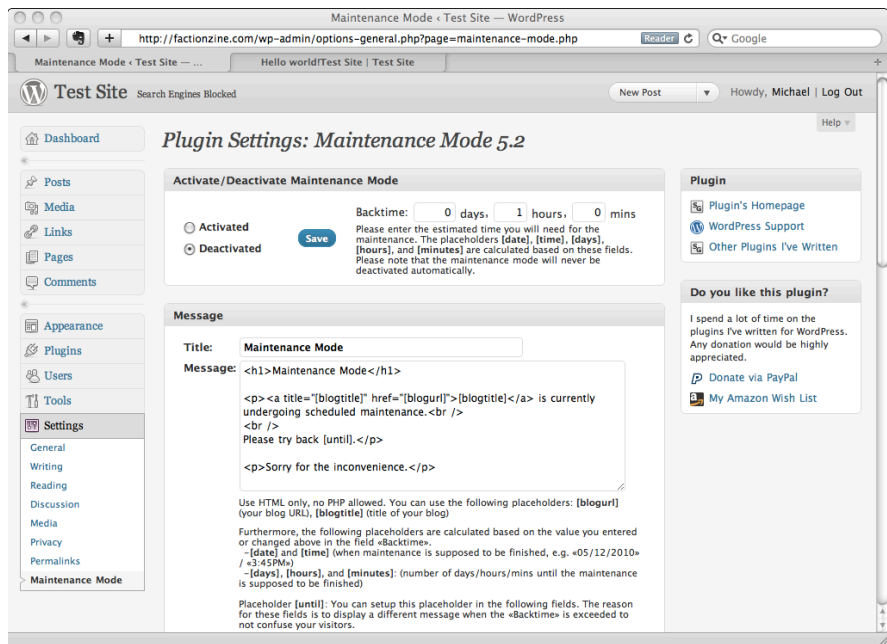 Maintenance Mode ‹ Test Site — WordPress
http://factionzine.com/wp-admin/options-general.php?page=maintenance-mode.php
Reader
Google
Maintenance Mode ‹ Test Site — ...
Hello world!Test Site | Test Site
Test Site
Search Engines Blocked
New Post
Howdy, Michael | Log Out
Help
Dashboard
Posts
Media
Links
Pages
Comments
Appearance
Plugins
Users
Tools
Settings
General
Writing
Reading
Discussion
Media
Privacy
Permalinks
Maintenance Mode
Plugin Settings: Maintenance Mode 5.2
Activate/Deactivate Maintenance Mode
Activated
Deactivated
Save
Backtime: 0 days, 1 hours, 0 mins
Please enter the estimated time you will need for the
maintenance. The placeholders [date], [time], [days],
[hours], and [minutes] are calculated based on these fields.
Please note that the maintenance mode will never be
deactivated automatically.
Message
Title: Maintenance Mode
Message: <h1>Maintenance Mode</h1>
<p><a title="[blogtitle]" href="[blogurl]">[blogtitle]</a> is currently
undergoing scheduled maintenance.<br />
<br />
Please try back [until].</p>
<p>Sorry for the inconvenience.</p>
Use HTML only, no PHP allowed. You can use the following placeholders: [blogurl]
(your blog URL), [blogtitle] (title of your blog)
Furthermore, the following placeholders are calculated based on the value you entered
or changed above in the field «Backtime».
-[date] and [time] (when maintenance is supposed to be finished, e.g. «05/12/2010»
/ «3:45PM»)
-[days], [hours], and [minutes]: (number of days/hours/mins until the maintenance
is supposed to be finished)
Placeholder [until]: You can setup this placeholder in the following fields. The reason
for these fields is to display a different message when the «Backtime» is exceeded to
not confuse your visitors.
Plugin
Plugin's Homepage
WordPress Support
Other Plugins I've Written
Do you like this plugin?
I spend a lot of time on the
plugins I've written for WordPress.
Any donation would be highly
appreciated.
Donate via PayPal
My Amazon Wish List